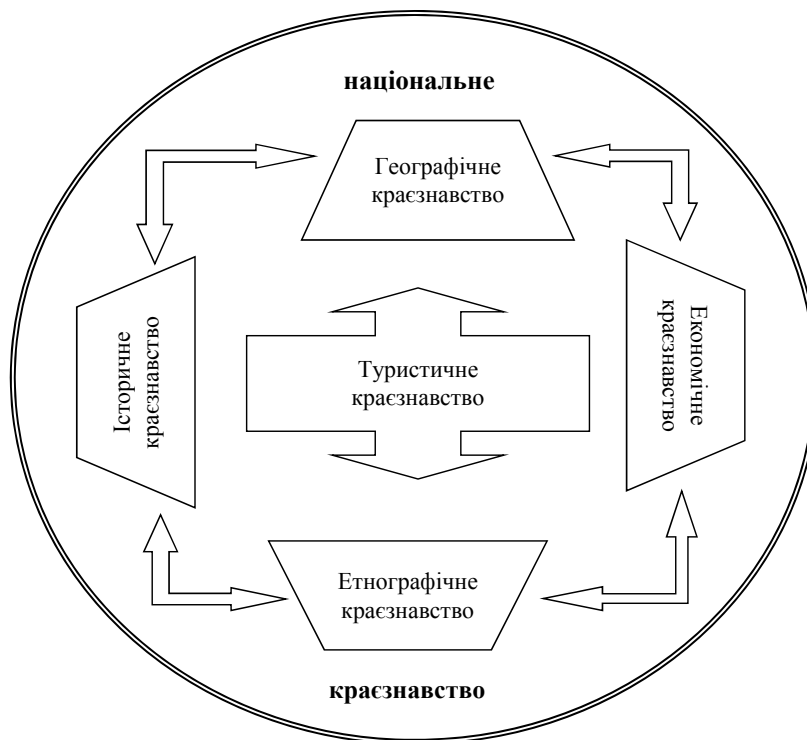 національне
Географічне
краєзнавство
Історичне
краєзнавство
Туристичне
краєзнавство
Економічне
краєзнавство
Етнографічне
краєзнавство
краєзнавство